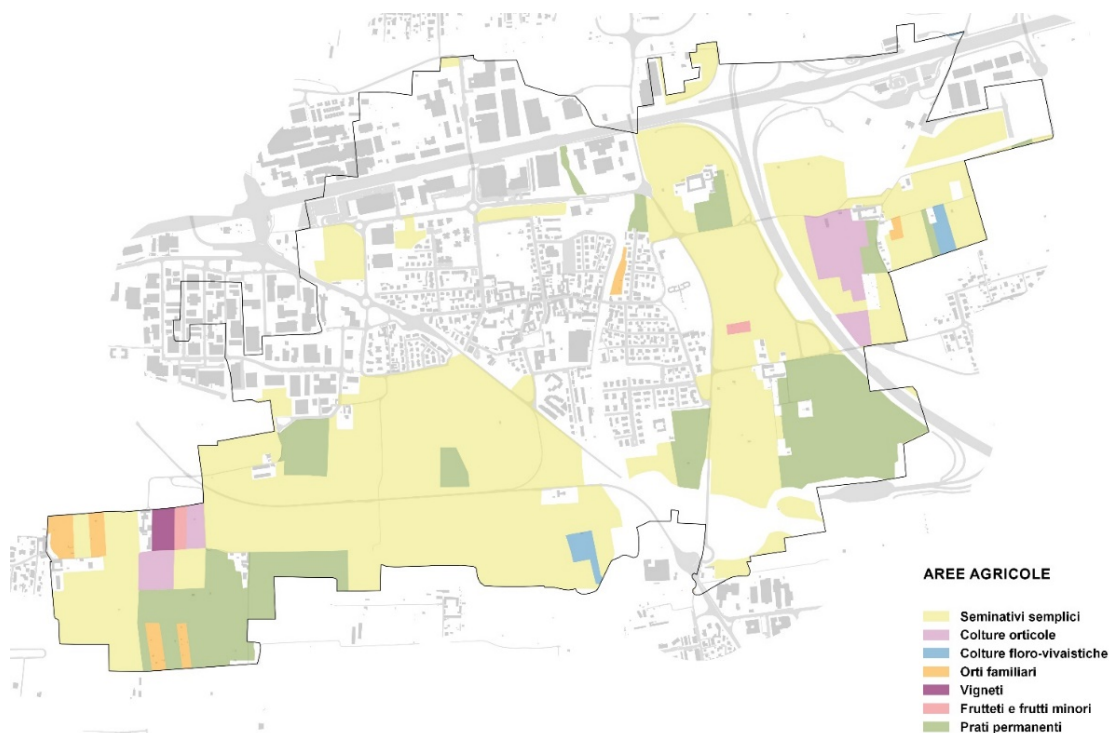 AREE AGRICOLE
Seminativi semplici
Colture orticole
Colture floro-vivaistiche
Orti familiari
Vigneti
Frutteti e frutti minori
Prati permanenti